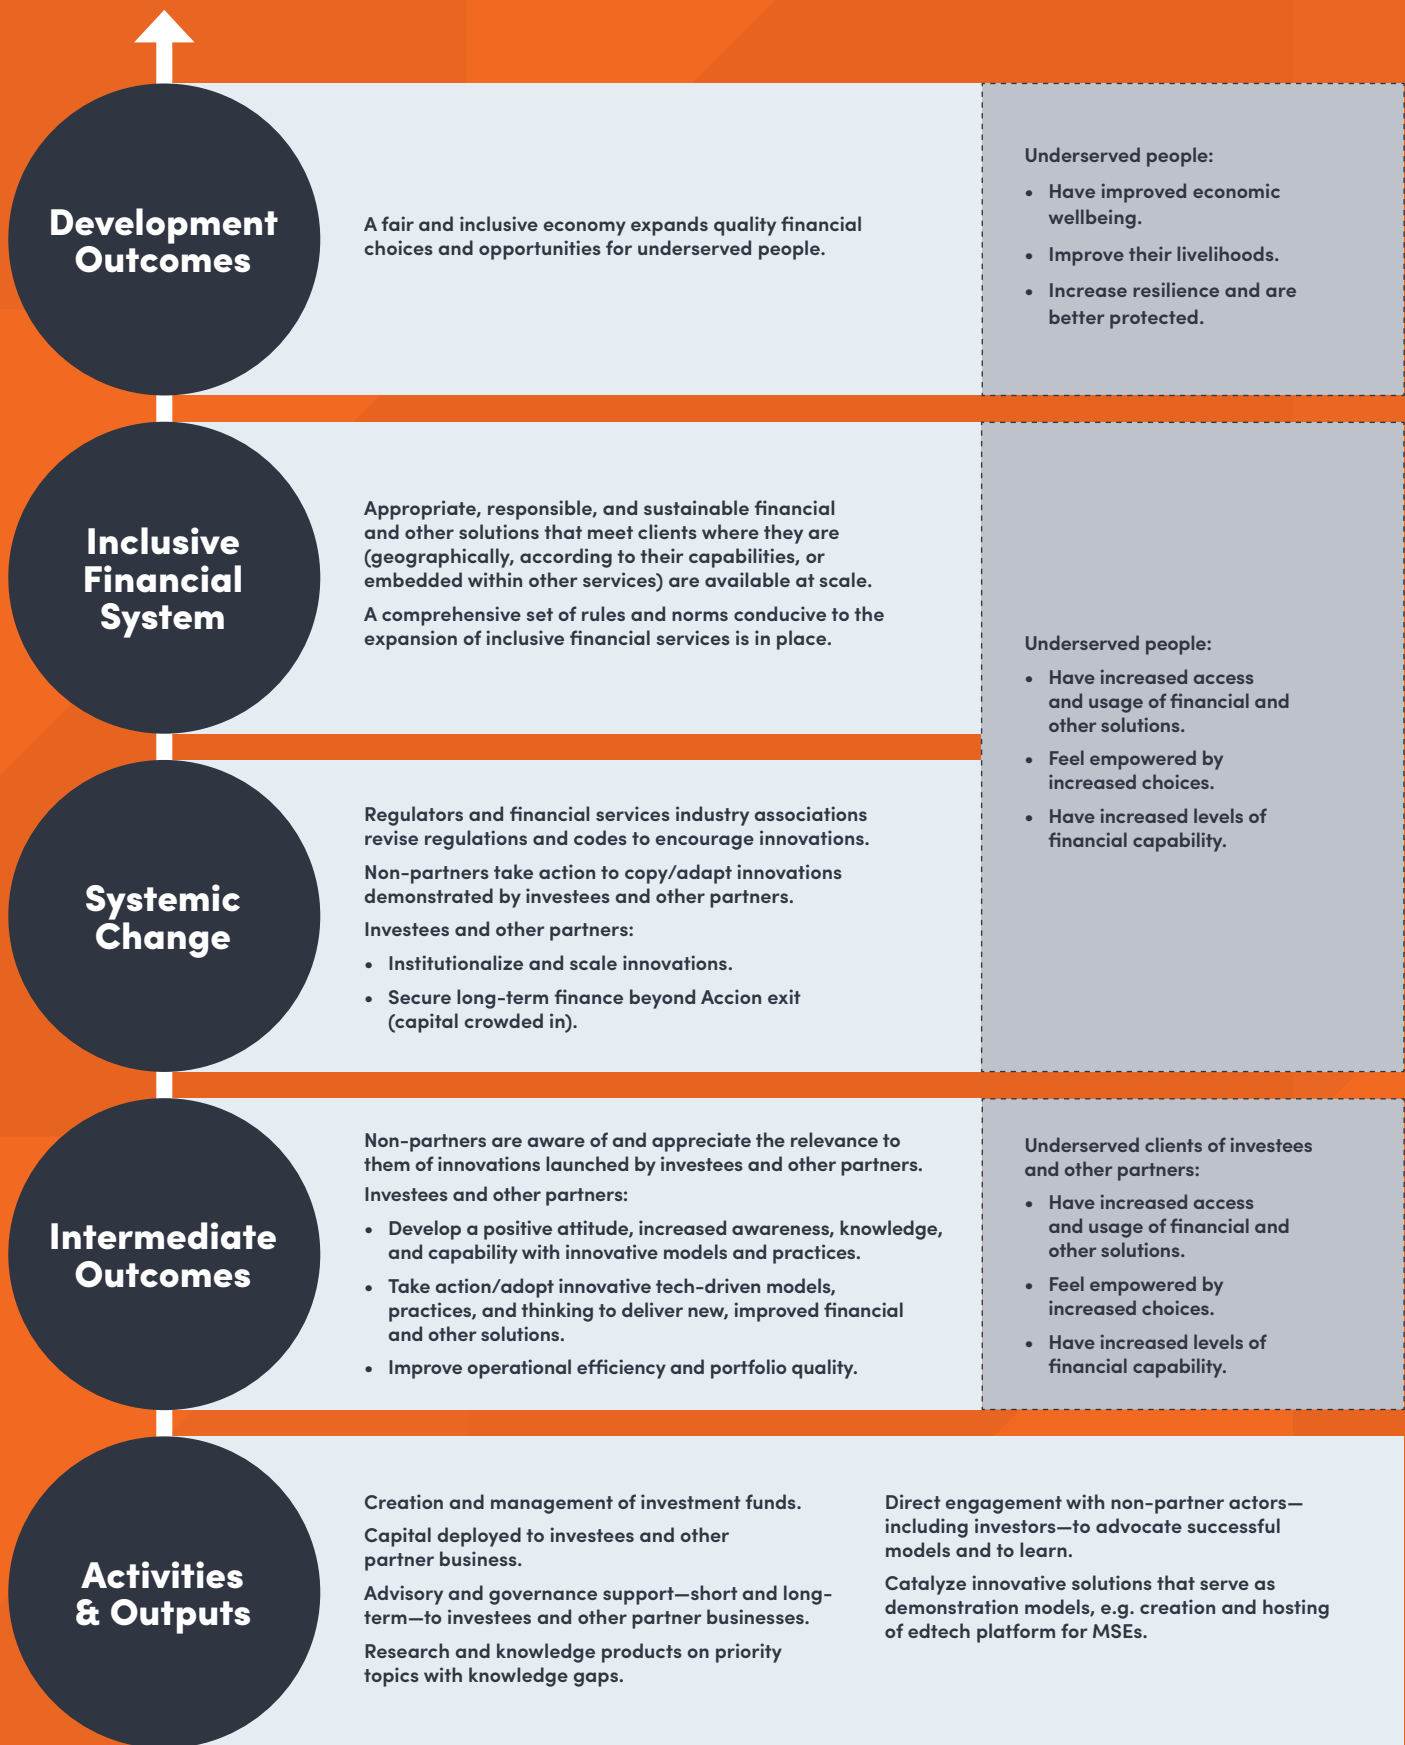 Development
Outcomes
A fair and inclusive economy expands quality financial
choices and opportunities for underserved people.
Underserved people:
• Have improved economic
wellbeing.
• Improve their livelihoods.
• Increase resilience and are
better protected.
Inclusive
Financial
System
Appropriate, responsible, and sustainable financial
and other solutions that meet clients where they are
(geographically, according to their capabilities, or
embedded within other services) are available at scale.
A comprehensive set of rules and norms conducive to the
expansion of inclusive financial services is in place.
Underserved people:
• Have increased access
and usage of financial and
other solutions.
• Feel empowered by
increased choices.
• Have increased levels of
financial capability.
Systemic
Change
Regulators and financial services industry associations
revise regulations and codes to encourage innovations.
Non-partners take action to copy/adapt innovations
demonstrated by investees and other partners.
Investees and other partners:
• Institutionalize and scale innovations.
• Secure long-term finance beyond Accion exit
(capital crowded in).
Intermediate
Outcomes
Non-partners are aware of and appreciate the relevance to
them of innovations launched by investees and other partners.
Investees and other partners:
• Develop a positive attitude, increased awareness, knowledge,
and capability with innovative models and practices.
• Take action/adopt innovative tech-driven models,
practices, and thinking to deliver new, improved financial
and other solutions.
• Improve operational efficiency and portfolio quality.
Underserved clients of investees
and other partners:
• Have increased access
and usage of financial and
other solutions.
• Feel empowered by
increased choices.
• Have increased levels of
financial capability.
Activities
& Outputs
Creation and management of investment funds.
Capital deployed to investees and other
partner business.
Advisory and governance support—short and long-
term—to investees and other partner businesses.
Research and knowledge products on priority
topics with knowledge gaps.
Direct engagement with non-partner actors—
including investors—to advocate successful
models and to learn.
Catalyze innovative solutions that serve as
demonstration models, e.g. creation and hosting
of edtech platform for MSEs.